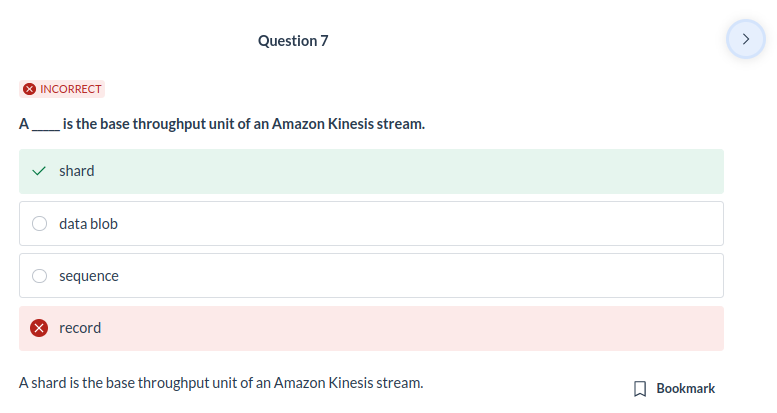 Question 7
INCORRECT
A _____ is the base throughput unit of an Amazon Kinesis stream.
shard
data blob
sequence
record
A shard is the base throughput unit of an Amazon Kinesis stream.
Bookmark